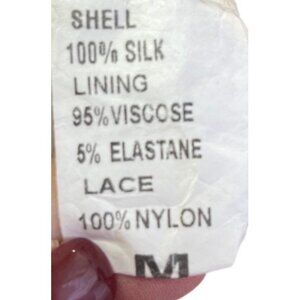 SHELL
100% SILK
LINING
95% VISCOSE
5% ELASTANE
LACE
100% NYLON
M